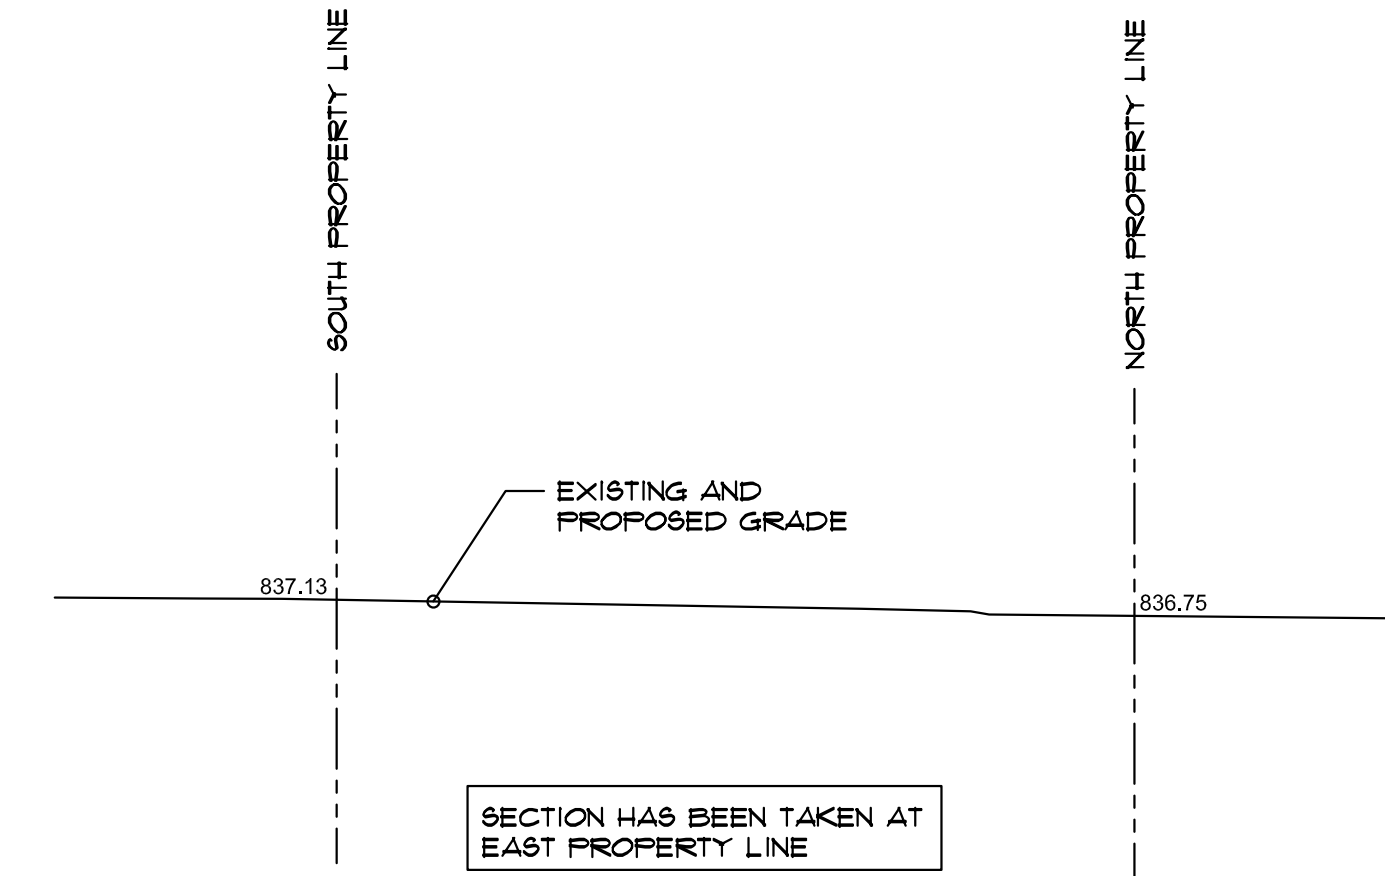 SOUTH PROPERTY LINE
NORTH PROPERTY LINE
EXISTING AND
PROPOSED GRADE
837.13
836.75
SECTION HAS BEEN TAKEN AT
EAST PROPERTY LINE